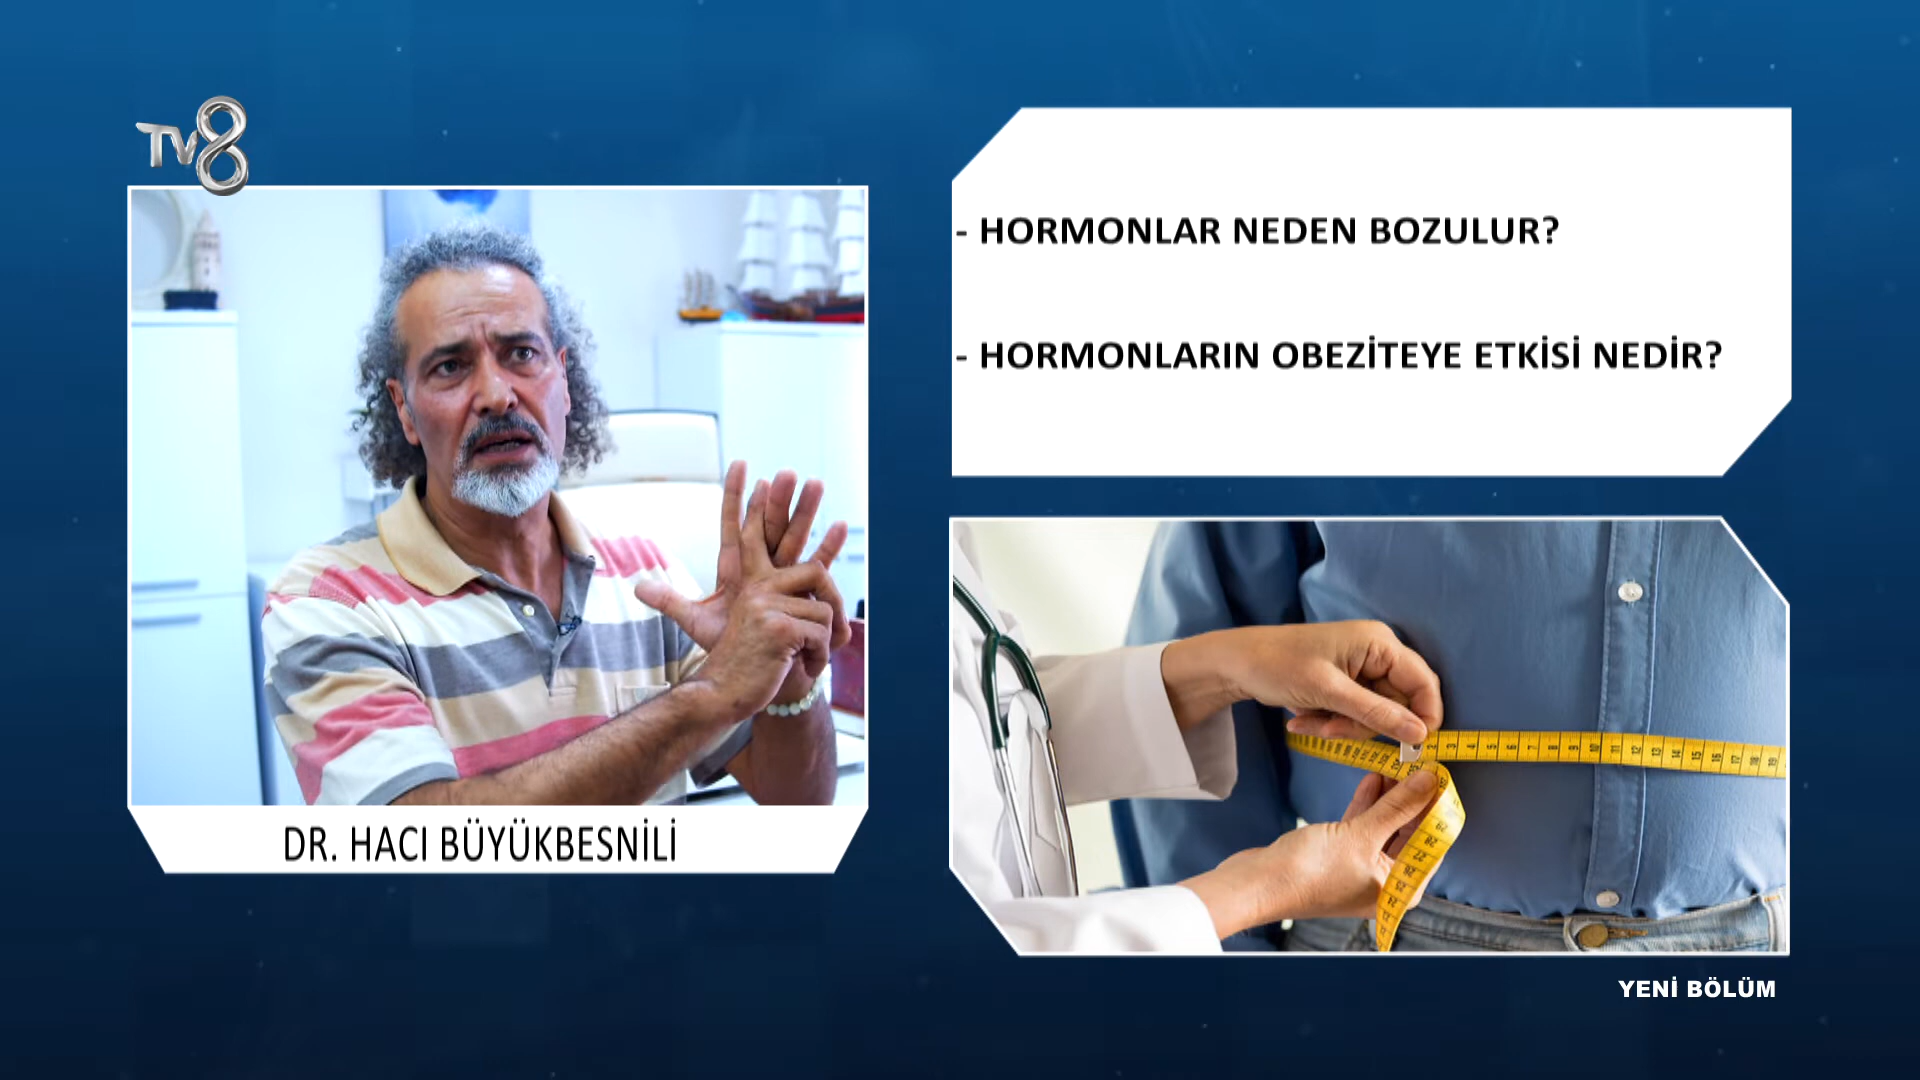 TV8
- HORMONLAR NEDEN BOZULUR?
- HORMONLARIN OBEZİTEYE ETKİSİ NEDİR?
DR. HACI BÜYÜKBESNİLİ
YENİ BÖLÜM